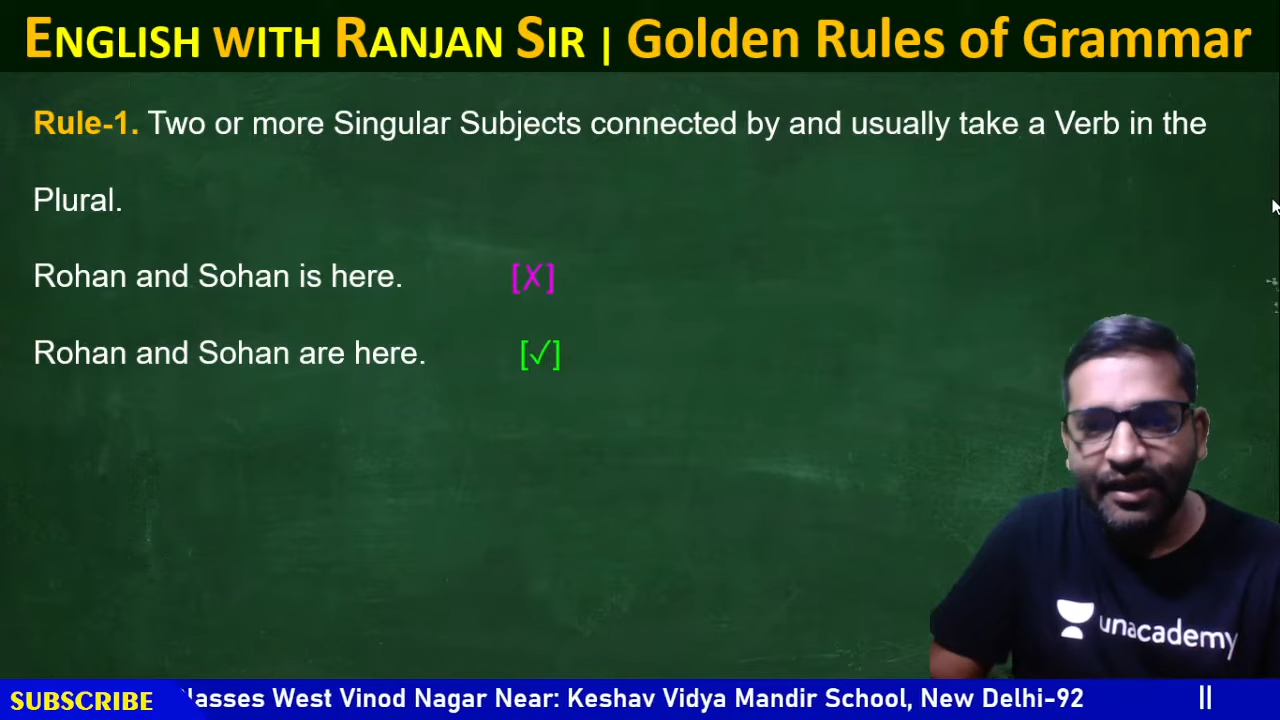 ENGLISH WITH RANJAN SIR | Golden Rules of Grammar
Rule-1. Two or more Singular Subjects connected by and usually take a Verb in the
Plural.
Rohan and Sohan is here. [X]
Rohan and Sohan are here. [✓]
unacademy
SUBSCRIBE lasses West Vinod Nagar Near: Keshav Vidya Mandir School, New Delhi-92 ||